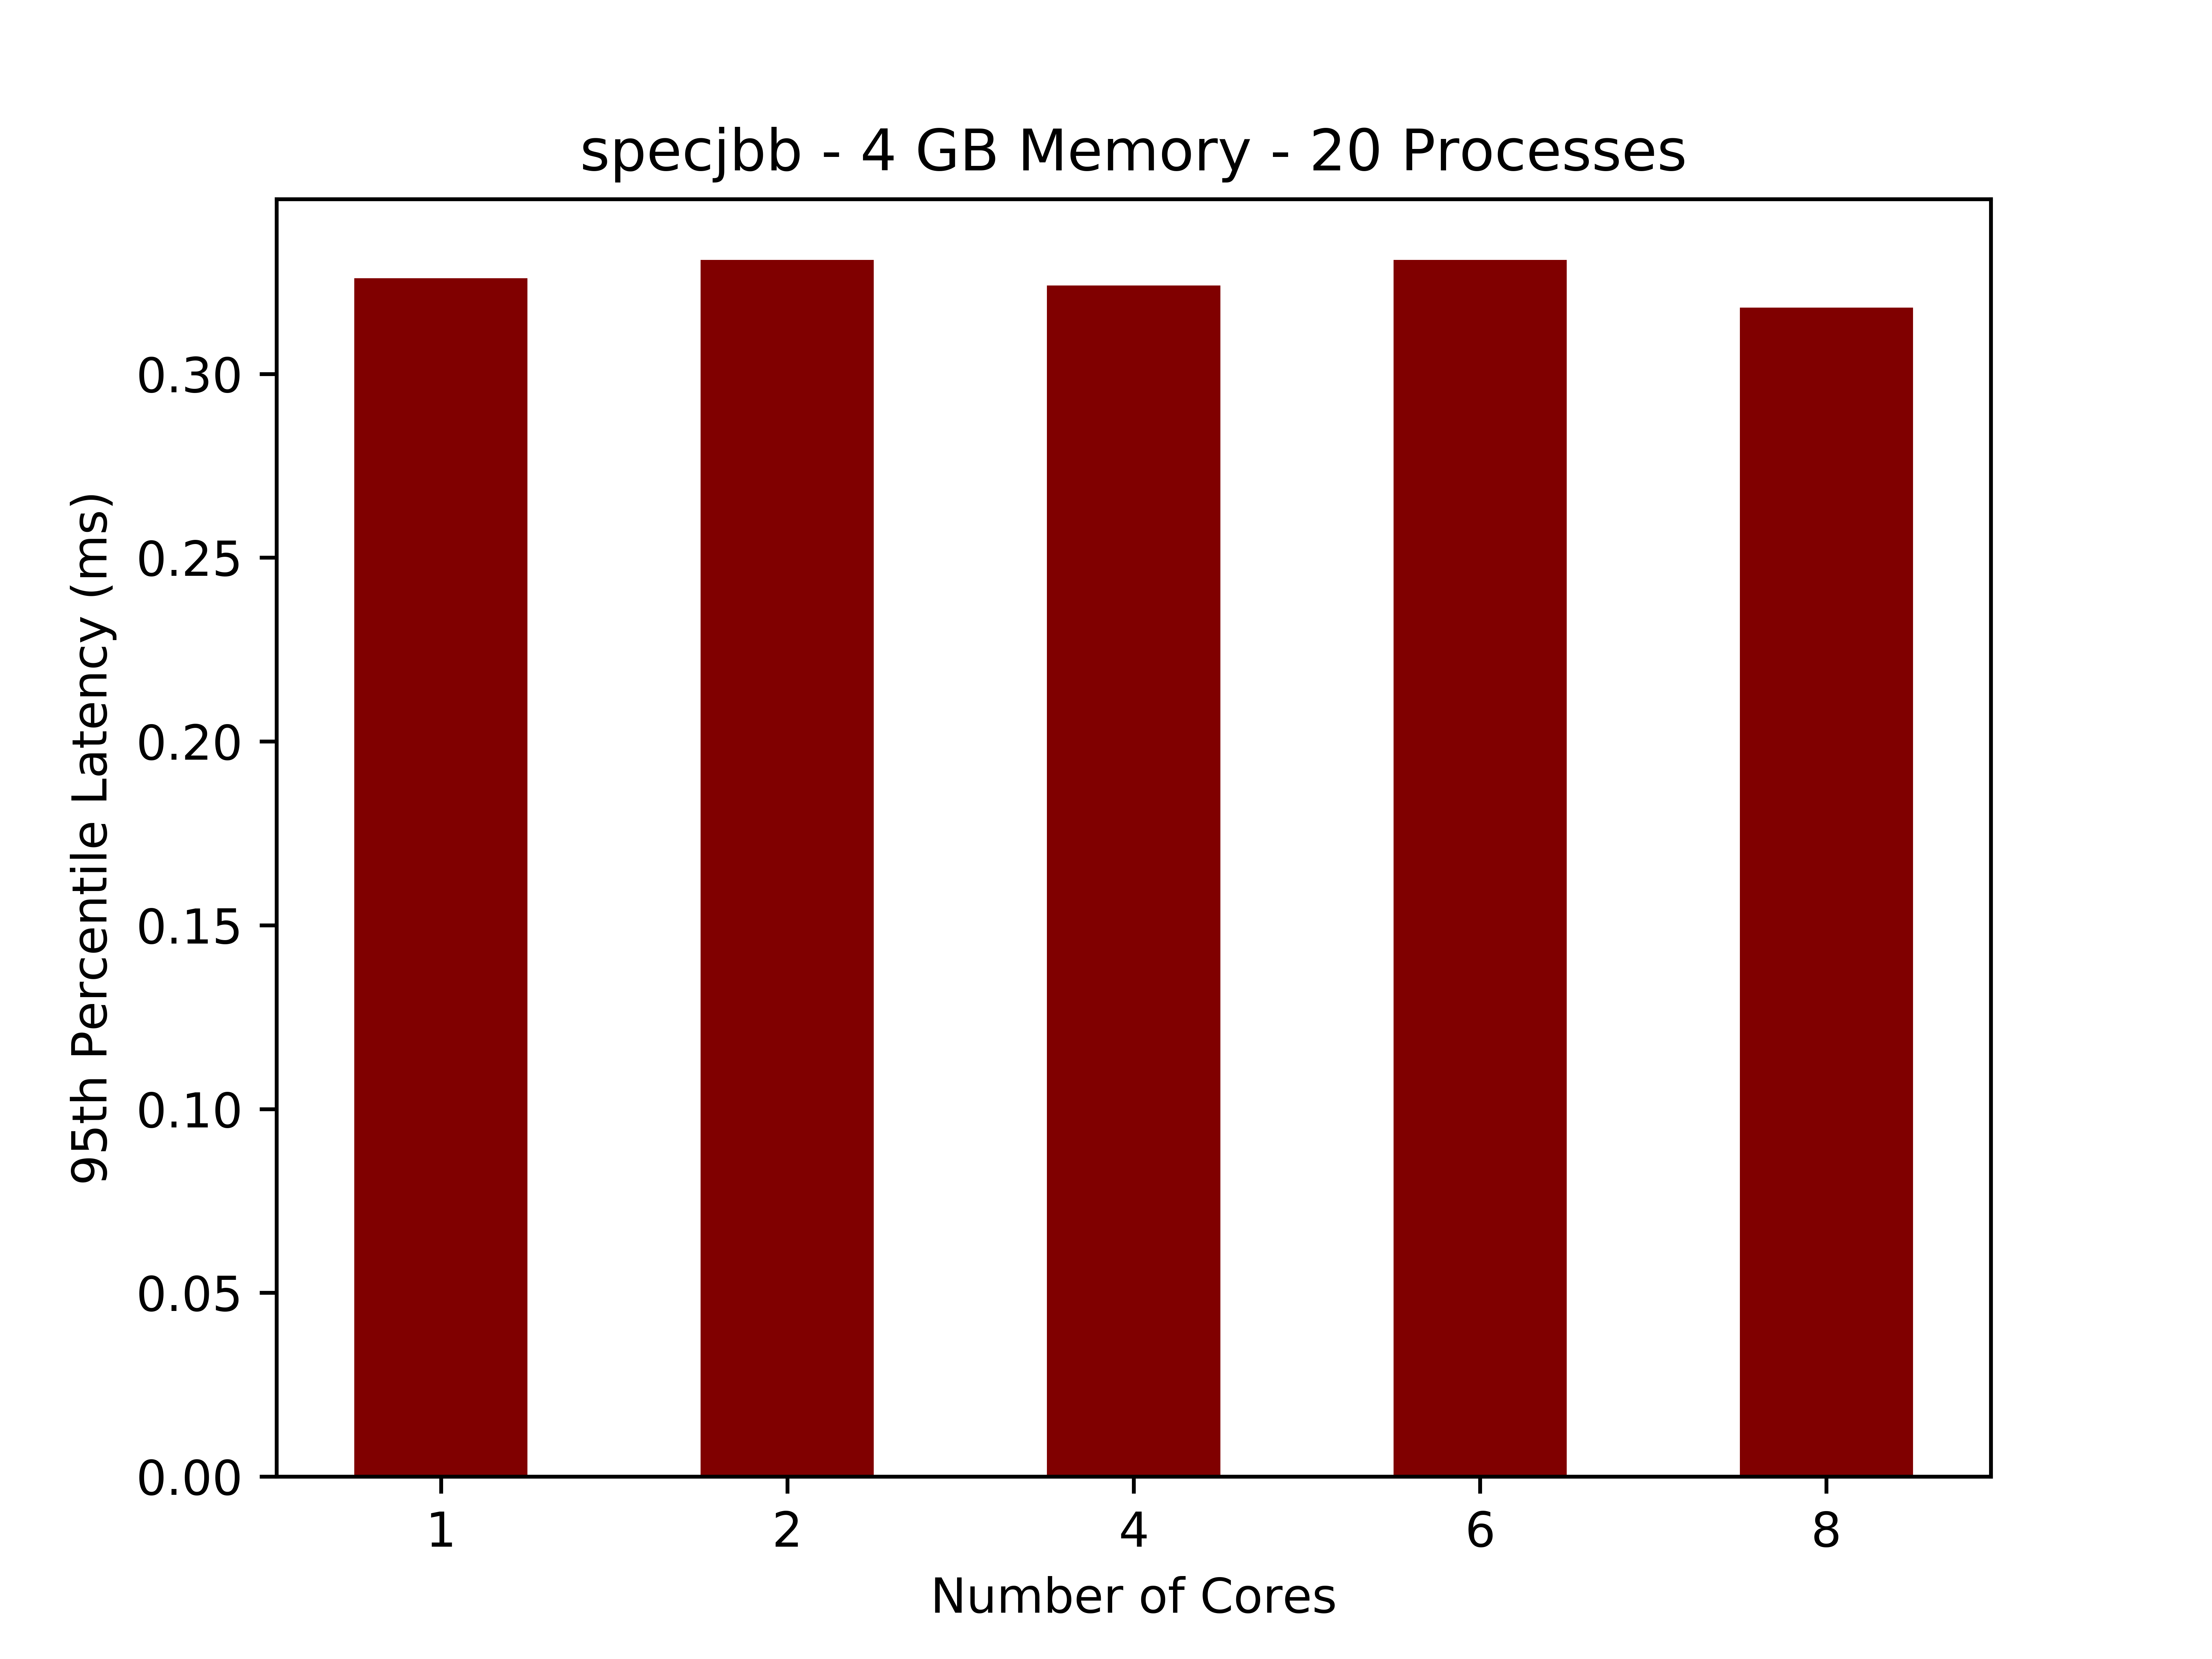 specjbb - 4 GB Memory - 20 Processes
95th Percentile Latency (ms)
0.30
0.25
0.20
0.15
0.10
0.05
0.00
1 2 4 6 8
Number of Cores